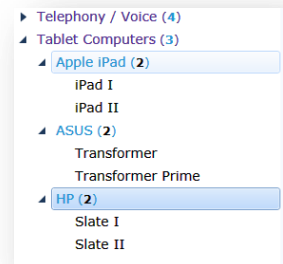 Telephony / Voice (4)
Tablet Computers (3)
Apple iPad (2)
iPad I
iPad II
ASUS (2)
Transformer
Transformer Prime
HP (2)
Slate I
Slate II